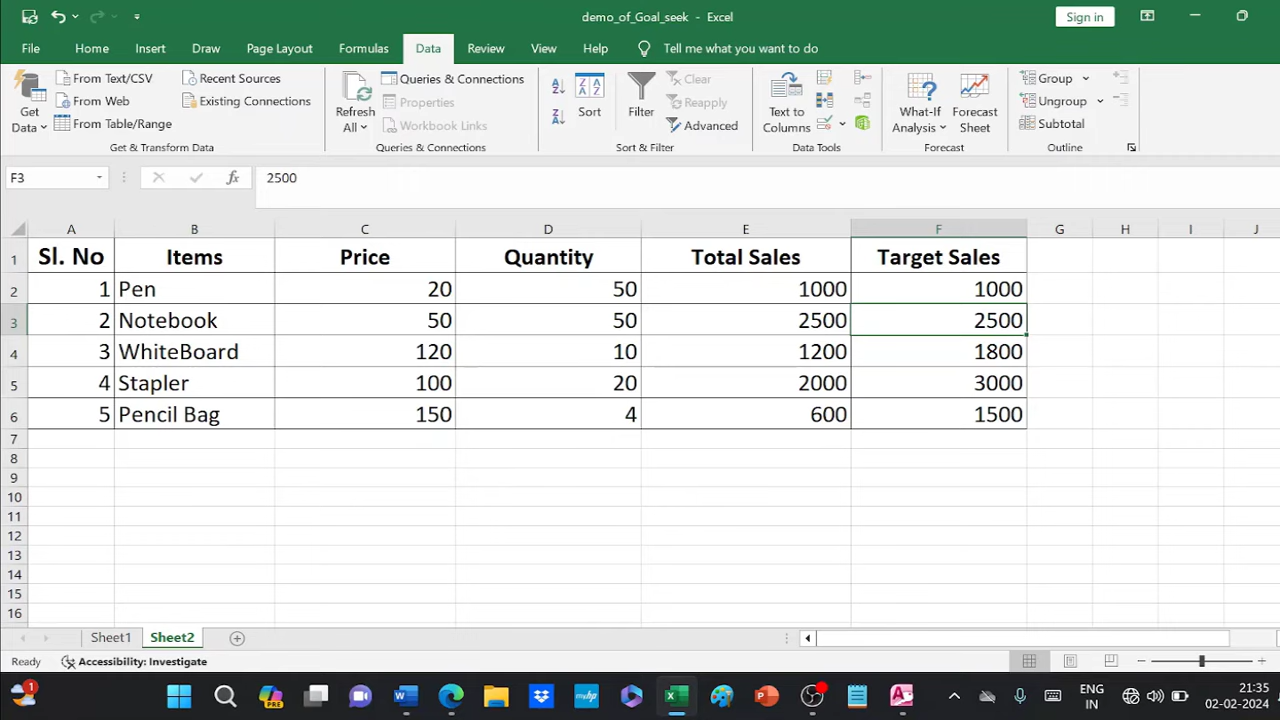 demo_of_Goal_seek - Excel
Sign in
File Home Insert Draw Page Layout Formulas Data Review View Help Tell me what you want to do
Get Data
From Text/CSV
From Web
From Table/Range
Recent Sources
Existing Connections
Get & Transform Data
Refresh All
Queries & Connections
Properties
Workbook Links
Queries & Connections
Sort
Filter
Clear
Reapply
Advanced
Sort & Filter
Text to Columns
Data Tools
What-If Analysis
Forecast Sheet
Forecast
Group
Ungroup
Subtotal
Outline
F3 fx 2500
A B C D E F G H I J
1 Sl. No Items Price Quantity Total Sales Target Sales
2 1 Pen 20 50 1000 1000
3 2 Notebook 50 50 2500 2500
4 3 WhiteBoard 120 10 1200 1800
5 4 Stapler 100 20 2000 3000
6 5 Pencil Bag 150 4 600 1500
7
8
9
10
11
12
13
14
15
16
Sheet1 Sheet2
Ready Accessibility: Investigate
1 PRE myhp ENG 21:35
IN 02-02-2024